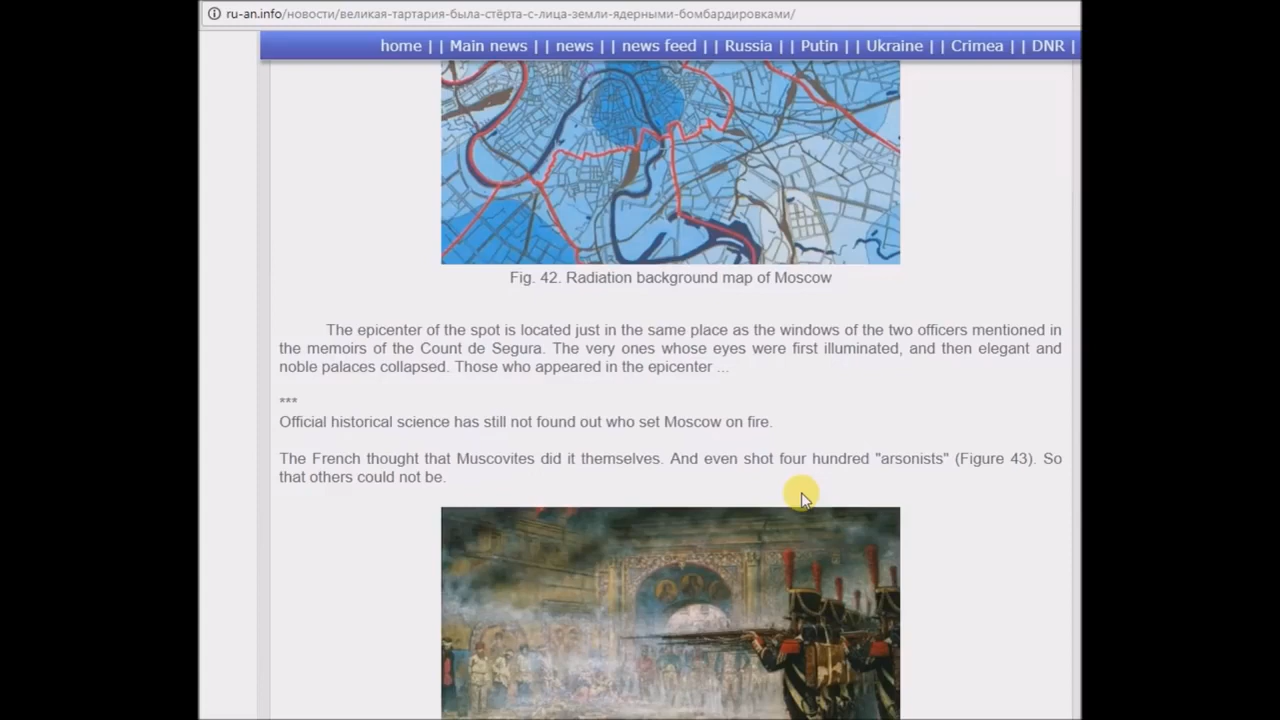 ru-an.info/новости/великая-тартария-была-стёрта-с-лица-земли-ядерными-бомбардировками/
home | | Main news | | news | | news feed | | Russia | | Putin | | Ukraine | | Crimea | | DNR |
Fig. 42. Radiation background map of Moscow
The epicenter of the spot is located just in the same place as the windows of the two officers mentioned in
the memoirs of the Count de Segura. The very ones whose eyes were first illuminated, and then elegant and
noble palaces collapsed. Those who appeared in the epicenter ...
***
Official historical science has still not found out who set Moscow on fire.
The French thought that Muscovites did it themselves. And even shot four hundred "arsonists" (Figure 43). So
that others could not be.